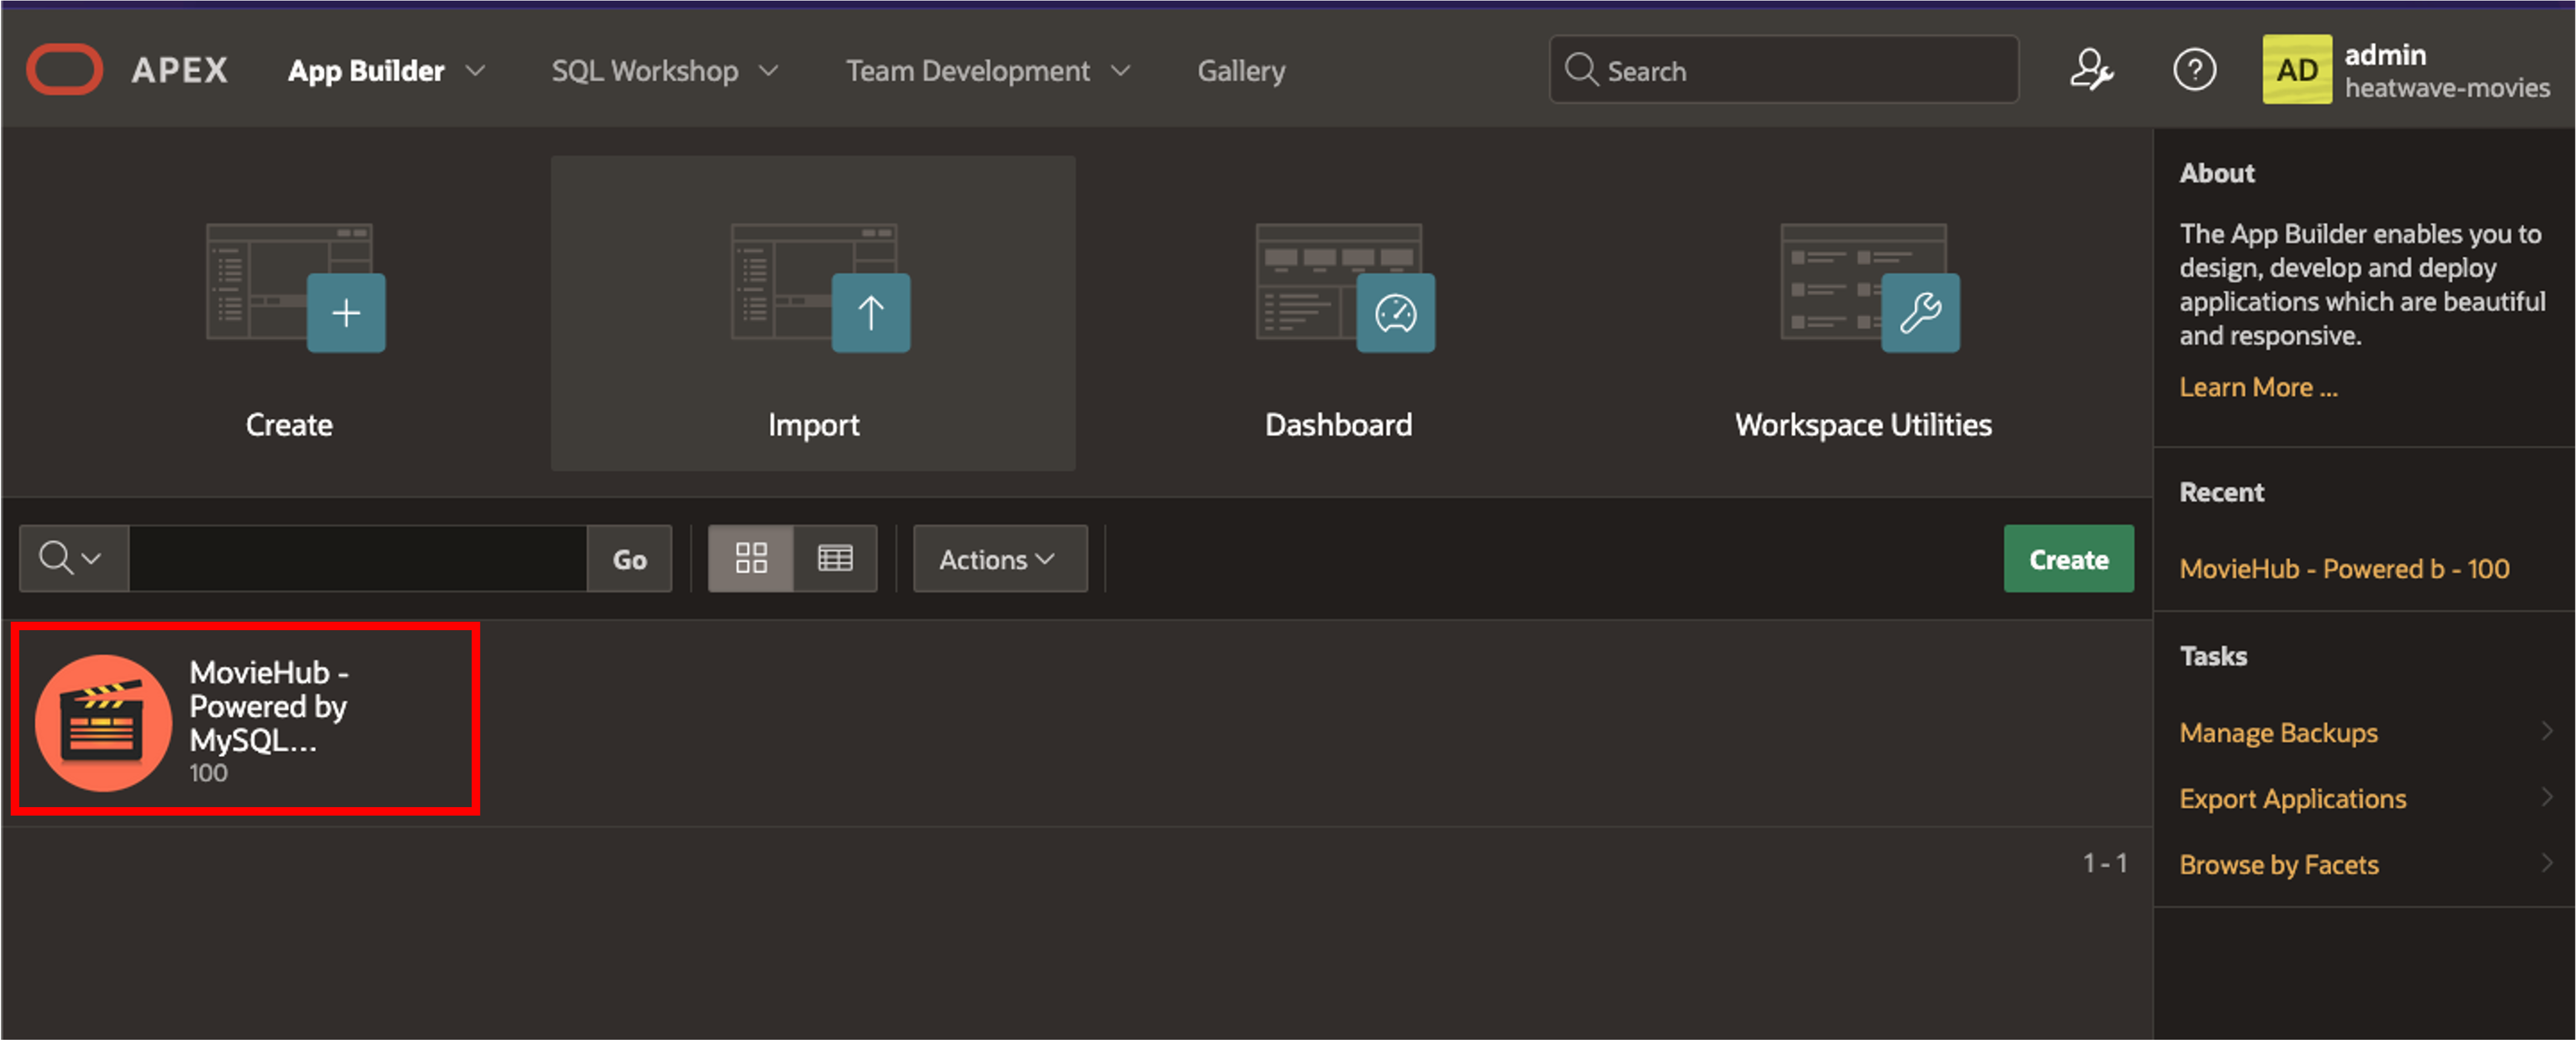 APEX
App Builder
SQL Workshop
Team Development
Gallery
Search
AD
admin
heatwave-movies
Create
Import
Dashboard
Workspace Utilities
Go
Actions
Create
MovieHub -
Powered by
MySQL...
100
1 - 1
About
The App Builder enables you to
design, develop and deploy
applications which are beautiful
and responsive.
Learn More ...
Recent
MovieHub - Powered b - 100
Tasks
Manage Backups
Export Applications
Browse by Facets